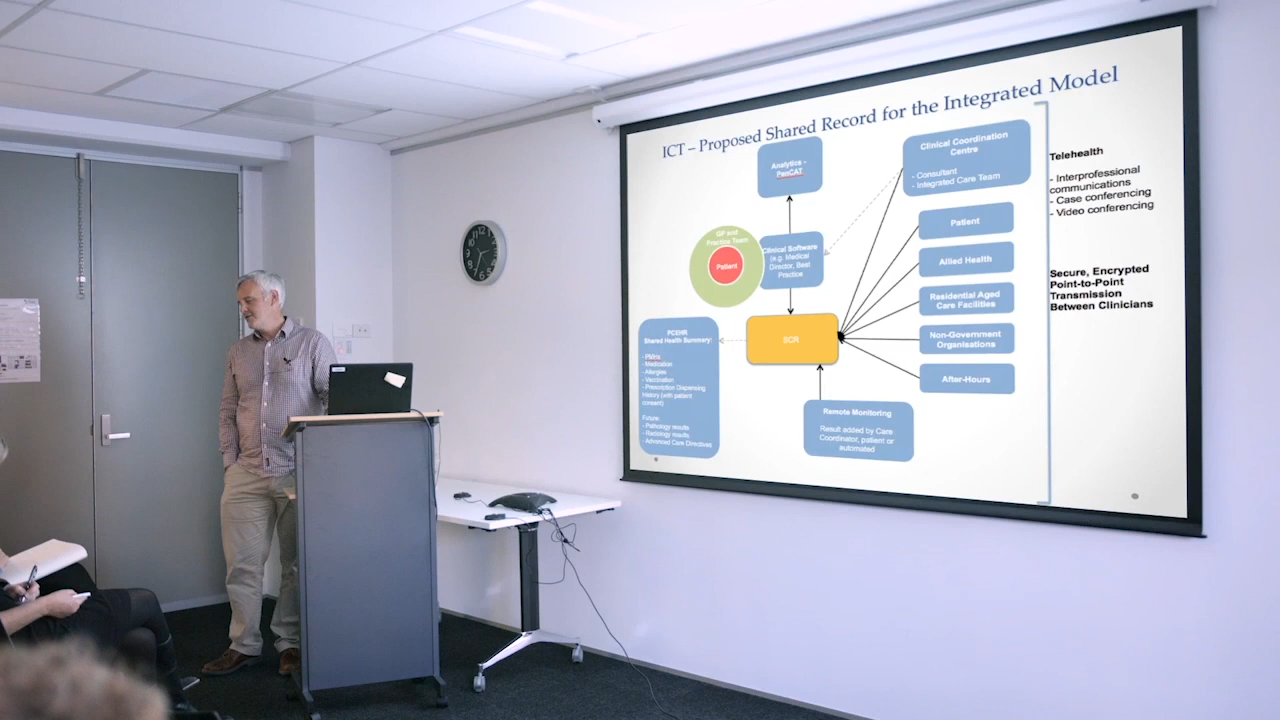 ICT – Proposed Shared Record for the Integrated Model
Analytics -
PenCAT
Clinical Coordination
Centre
- Consultant
- Integrated Care Team
Telehealth
- Interprofessional
communications
- Case conferencing
- Video conferencing
GP and
Practice Team
Patient
Clinical Software
(e.g. Medical
Director, Best
Practice
Patient
Allied Health
Residential Aged
Care Facilities
Non-Government
Organisations
After-Hours
Secure, Encrypted
Point-to-Point
Transmission
Between Clinicians
SCR
PCEHR
Shared Health Summary:
- PMHx
- Medication
- Allergies
- Vaccination
- Prescription Dispensing
history (with patient
consent)
Future:
- Pathology results
- Radiology results,
- Advanced Care Directives
Remote Monitoring
Result added by Care
Coordinator, patient or
automated